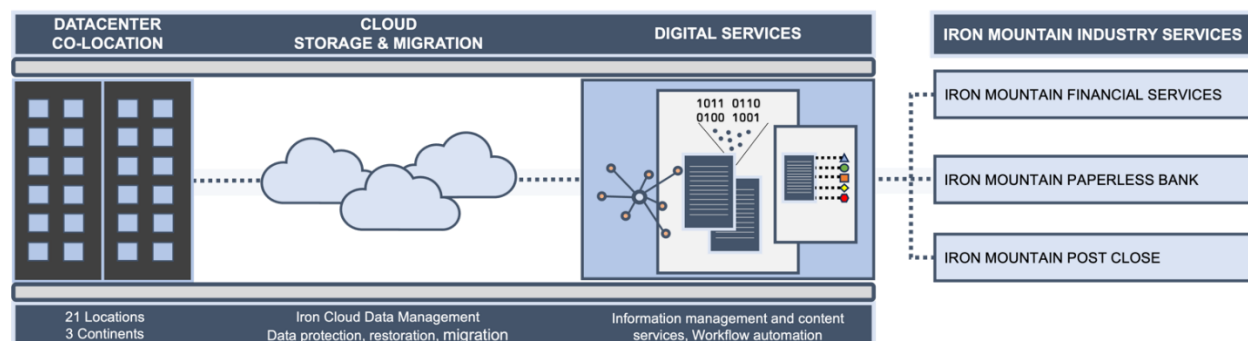 DATACENTER
CO-LOCATION
CLOUD
STORAGE & MIGRATION
DIGITAL SERVICES
IRON MOUNTAIN INDUSTRY SERVICES
1011 0110
0100 1001
IRON MOUNTAIN FINANCIAL SERVICES
IRON MOUNTAIN PAPERLESS BANK
IRON MOUNTAIN POST CLOSE
21 Locations
3 Continents
Iron Cloud Data Management
Data protection, restoration, migration
Information management and content
services, Workflow automation